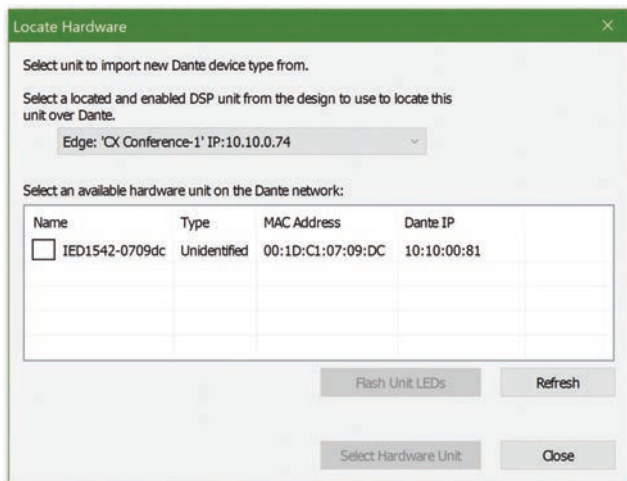 Locate Hardware
Select unit to import new Dante device type from.
Select a located and enabled DSP unit from the design to use to locate this
unit over Dante.
Edge: 'CX Conference-1' IP:10.10.0.74
Select an available hardware unit on the Dante network:
Name Type MAC Address Dante IP
IED1542-0709dc Unidentified 00:1D:C1:07:09:DC 10:10:00:81
Flash Unit LEDs Refresh
Select Hardware Unit Close